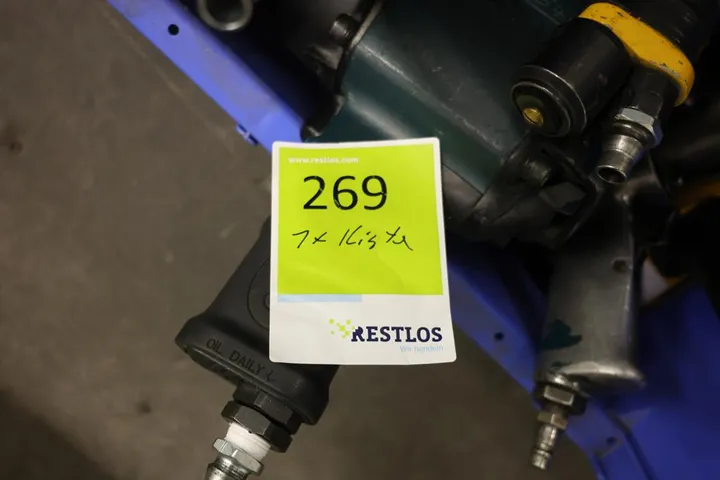 www.restlos.com
269
1x Kiste
RESTLOS
OIL DAILY